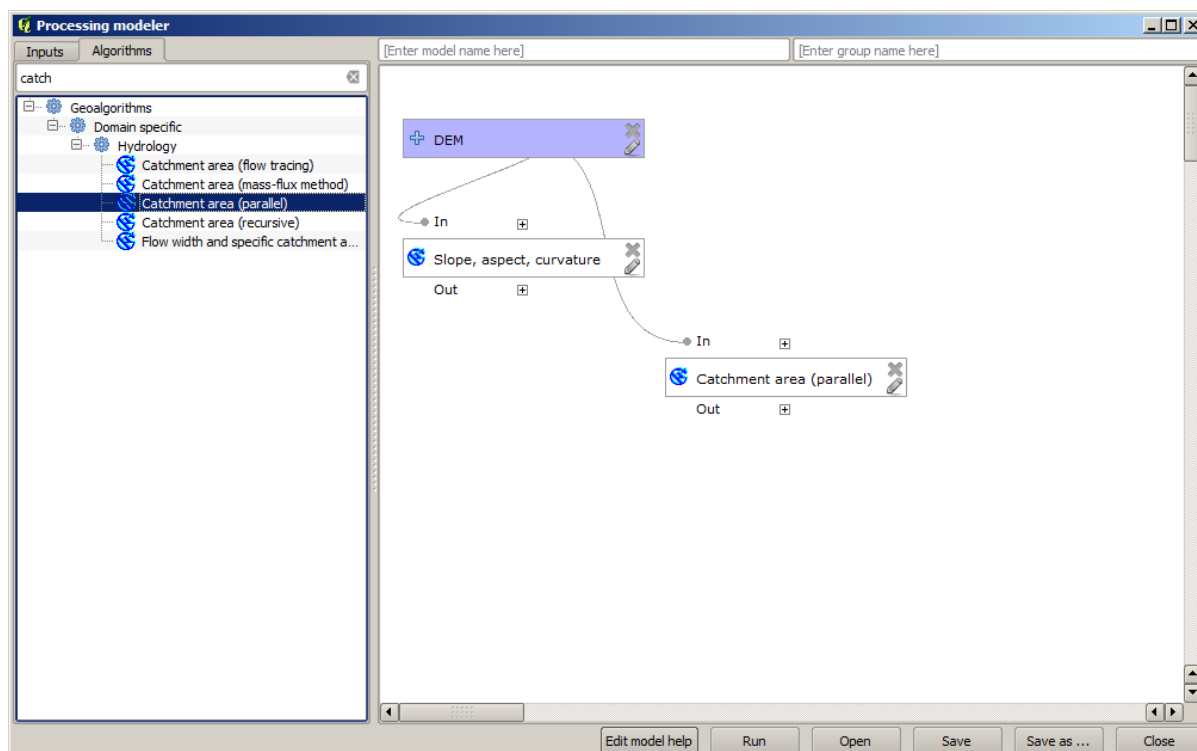 Processing modeler
Inputs Algorithms [Enter model name here] [Enter group name here]
catch
Geoalgorithms
Domain specific
Hydrology
Catchment area (flow tracing)
Catchment area (mass-flux method)
Catchment area (parallel)
Catchment area (recursive)
Flow width and specific catchment a...
DEM
In
Slope, aspect, curvature
Out
In
Catchment area (parallel)
Out
Edit model help Run Open Save Save as ... Close